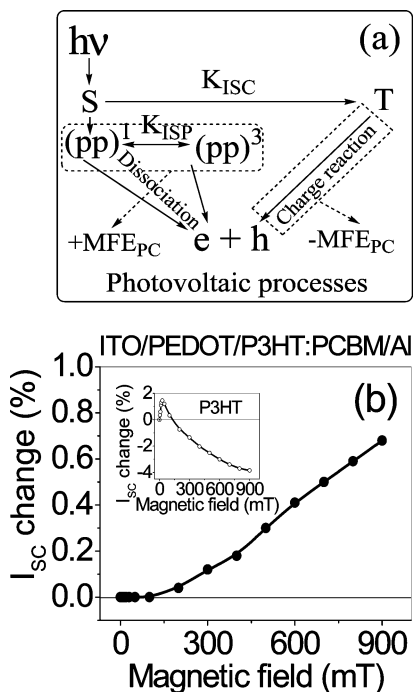 (a)
hν
K_ISC
S T
(pp)^1 K_ISP (pp)^3
Dissociation
Charge reaction
+MFE_PC e + h -MFE_PC
Photovoltaic processes
ITO/PEDOT/P3HT:PCBM/Al
(b)
I_SC change (%)
1.0
0.8
0.6
0.4
0.2
0.0
P3HT
I_SC change (%)
2
0
-2
-4
0 300 600 900
Magnetic field (mT)
0 300 600 900
Magnetic field (mT)